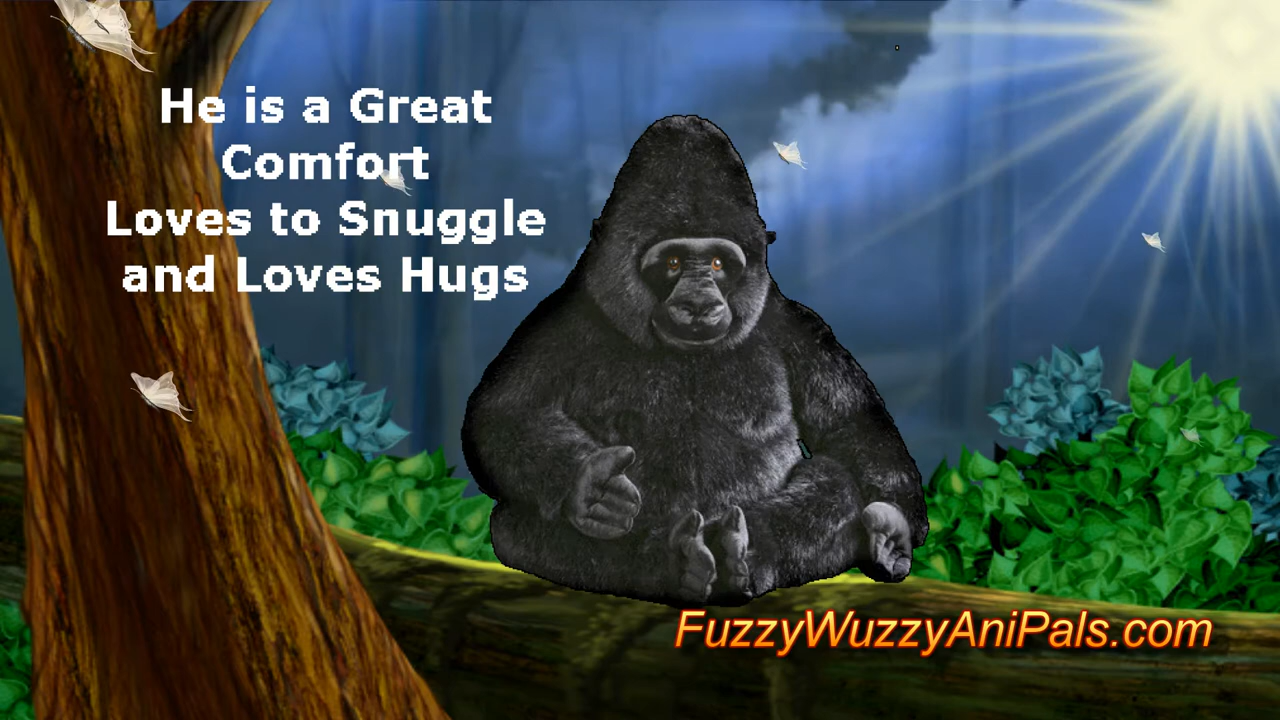 He is a Great
Comfort
Loves to Snuggle
and Loves Hugs
FuzzyWuzzyAniPals.com